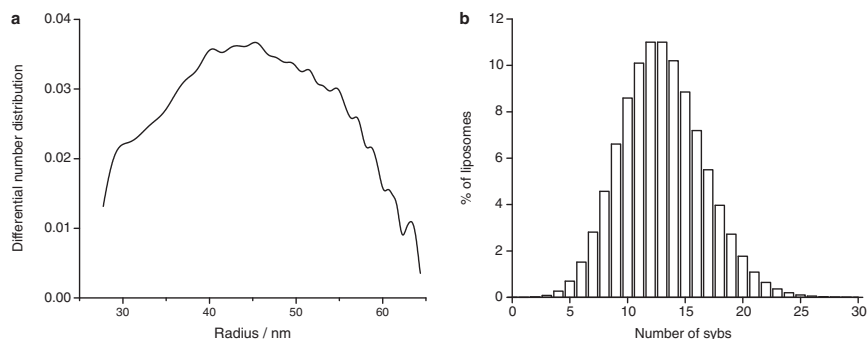 a
0.04
0.03
0.02
0.01
0.00
Differential number distribution
30 40 50 60
Radius / nm
b
12
10
8
6
4
2
0
% of liposomes
0 5 10 15 20 25 30
Number of sybs